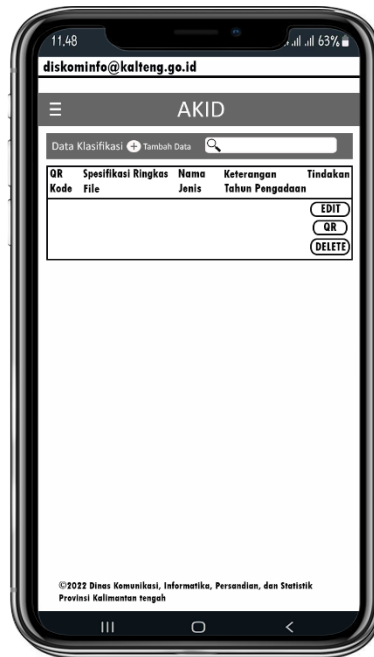 11.48 63%
diskominfo@kalteng.go.id
AKID
Data Klasifikasi + Tambah Data
QR Spesifikasi Ringkas Nama Keterangan Tindakan
Kode File Jenis Tahun Pengadaan
EDIT
QR
DELETE
©2022 Dinas Komunikasi, Informatika, Persandian, dan Statistik
Provinsi Kalimantan tengah